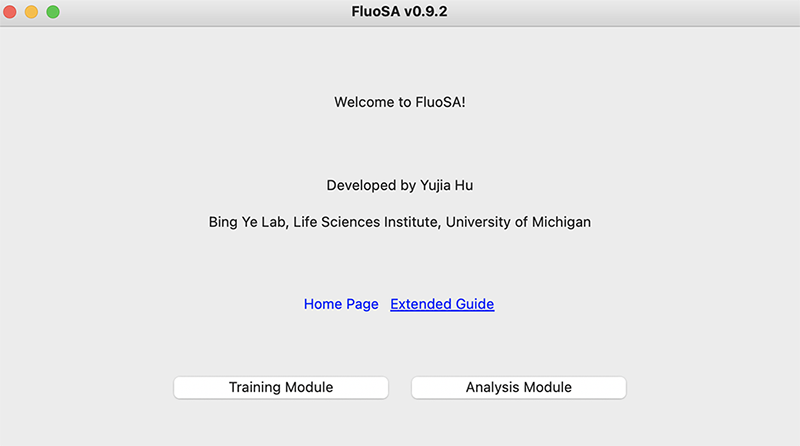 FluoSA v0.9.2
Welcome to FluoSA!
Developed by Yujia Hu
Bing Ye Lab, Life Sciences Institute, University of Michigan
Home Page Extended Guide
Training Module Analysis Module